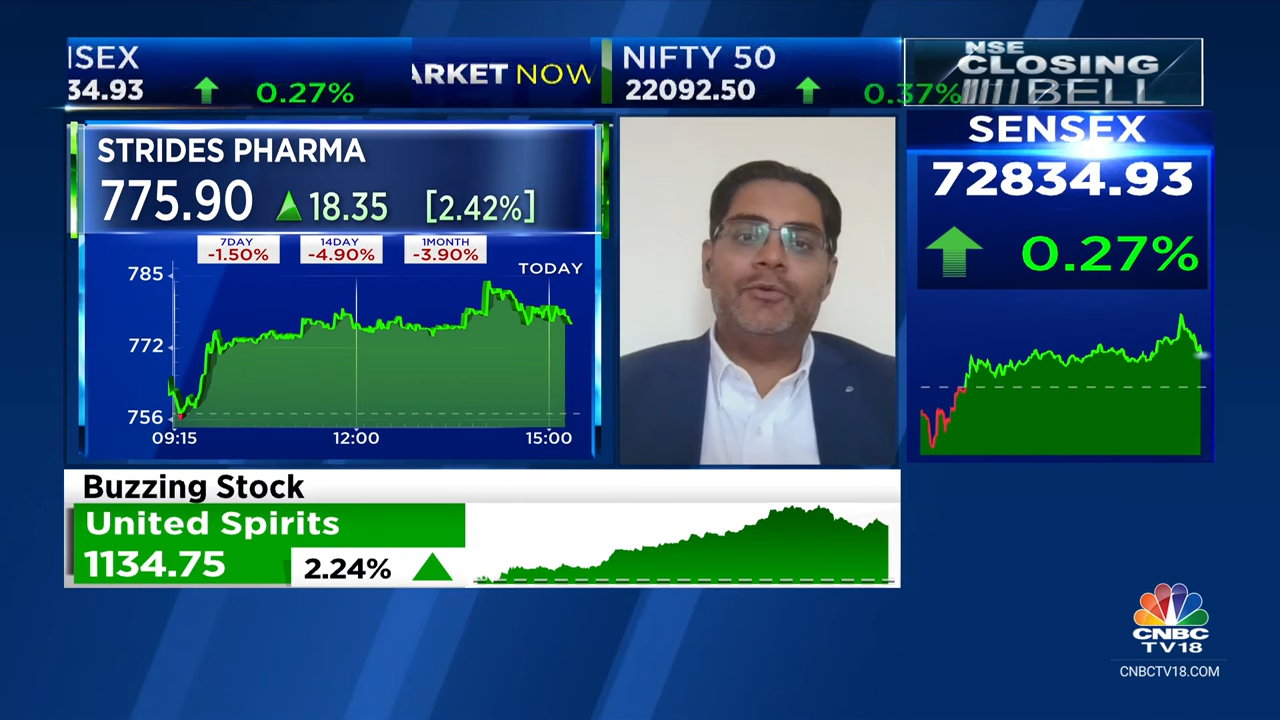 ISEX
34.93 0.27%
ARKET NOW
NIFTY 50
22092.50 0.37%
NSE
CLOSING
BELL
STRIDES PHARMA
775.90 18.35 [2.42%]
7DAY
-1.50%
14DAY
-4.90%
1MONTH
-3.90%
TODAY
785
772
756
09:15 12:00 15:00
SENSEX
72834.93
0.27%
Buzzing Stock
United Spirits
1134.75 2.24%
CNBC
TV18
CNBCTV18.COM